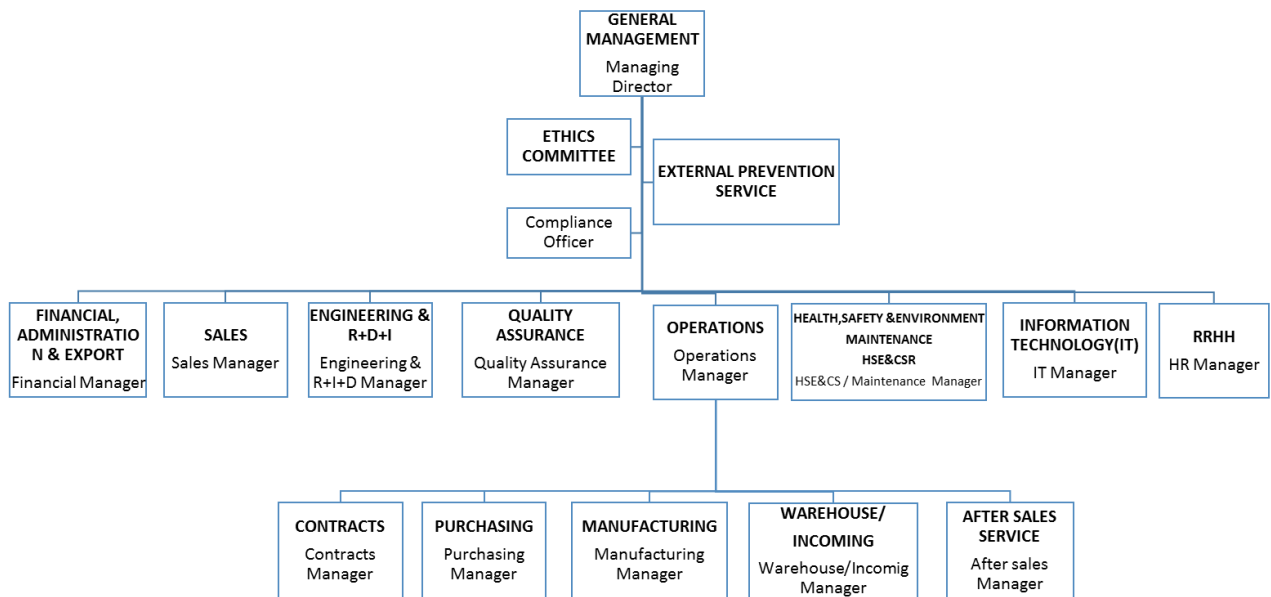 GENERAL
MANAGEMENT
Managing
Director
ETHICS
COMMITTEE
EXTERNAL PREVENTION
SERVICE
Compliance
Officer
FINANCIAL,
ADMINISTRATIO
N & EXPORT
Financial Manager
SALES
Sales Manager
ENGINEERING &
R+D+I
Engineering &
R+I+D Manager
QUALITY
ASSURANCE
Quality Assurance
Manager
OPERATIONS
Operations
Manager
HEALTH,SAFETY &ENVIRONMENT
MAINTENANCE
HSE&CSR
HSE&CS / Maintenance Manager
INFORMATION
TECHNOLOGY(IT)
IT Manager
RRHH
HR Manager
CONTRACTS
Contracts
Manager
PURCHASING
Purchasing
Manager
MANUFACTURING
Manufacturing
Manager
WAREHOUSE/
INCOMING
Warehouse/Incomig
Manager
AFTER SALES
SERVICE
After sales
Manager